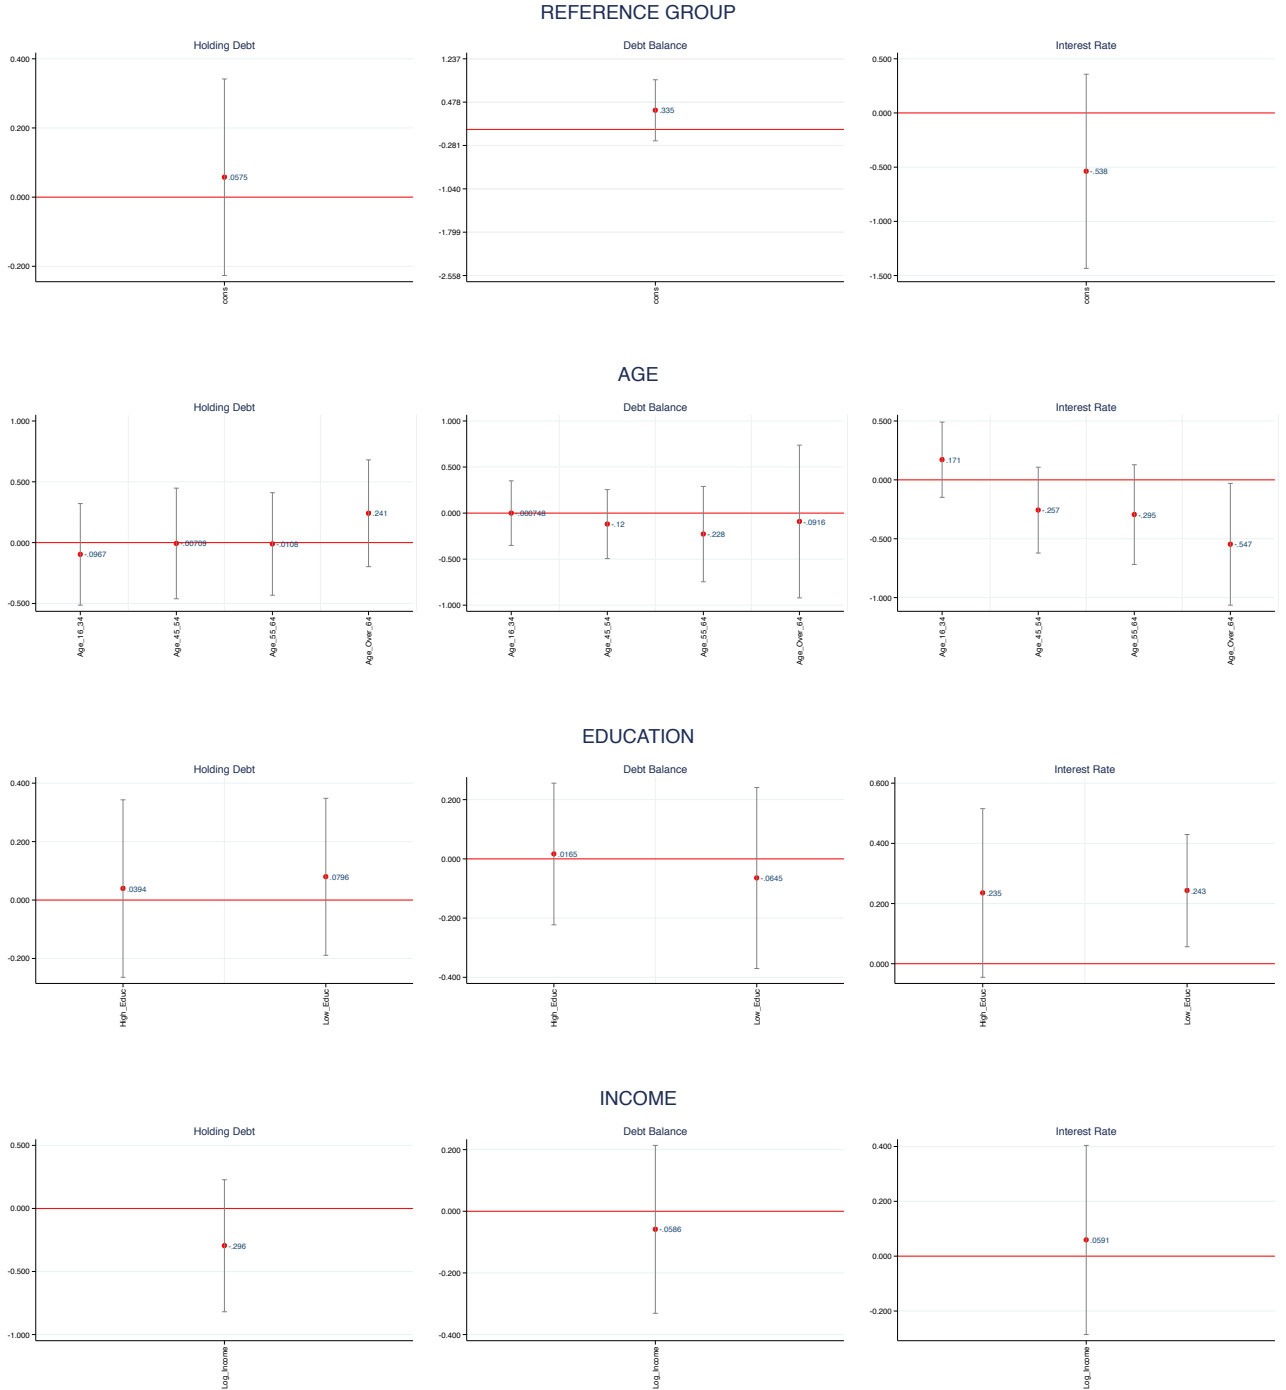 REFERENCE GROUP
Holding Debt
0.400
0.200
0.000
-0.200
.0575
cons
Debt Balance
1.237
0.478
-0.281
-1.040
-1.799
-2.558
.335
cons
Interest Rate
0.500
0.000
-0.500
-1.000
-1.500
-.538
cons
AGE
Holding Debt
1.000
0.500
0.000
-0.500
-.0967
-.00709
-.0108
.241
Age_16_34
Age_45_54
Age_55_64
Age_Over_64
Debt Balance
1.000
0.500
0.000
-0.500
-1.000
-.000748
-.12
-.228
-.0916
Age_16_34
Age_45_54
Age_55_64
Age_Over_64
Interest Rate
0.500
0.000
-0.500
-1.000
.171
-.257
-.295
-.547
Age_16_34
Age_45_54
Age_55_64
Age_Over_64
EDUCATION
Holding Debt
0.400
0.200
0.000
-0.200
.0394
.0796
High_Educ
Low_Educ
Debt Balance
0.200
0.000
-0.200
-0.400
.0165
-.0645
High_Educ
Low_Educ
Interest Rate
0.600
0.400
0.200
0.000
.235
.243
High_Educ
Low_Educ
INCOME
Holding Debt
0.500
0.000
-0.500
-1.000
-.296
Log_Income
Debt Balance
0.200
0.000
-0.200
-0.400
-.0586
Log_Income
Interest Rate
0.400
0.200
0.000
-0.200
.0591
Log_Income